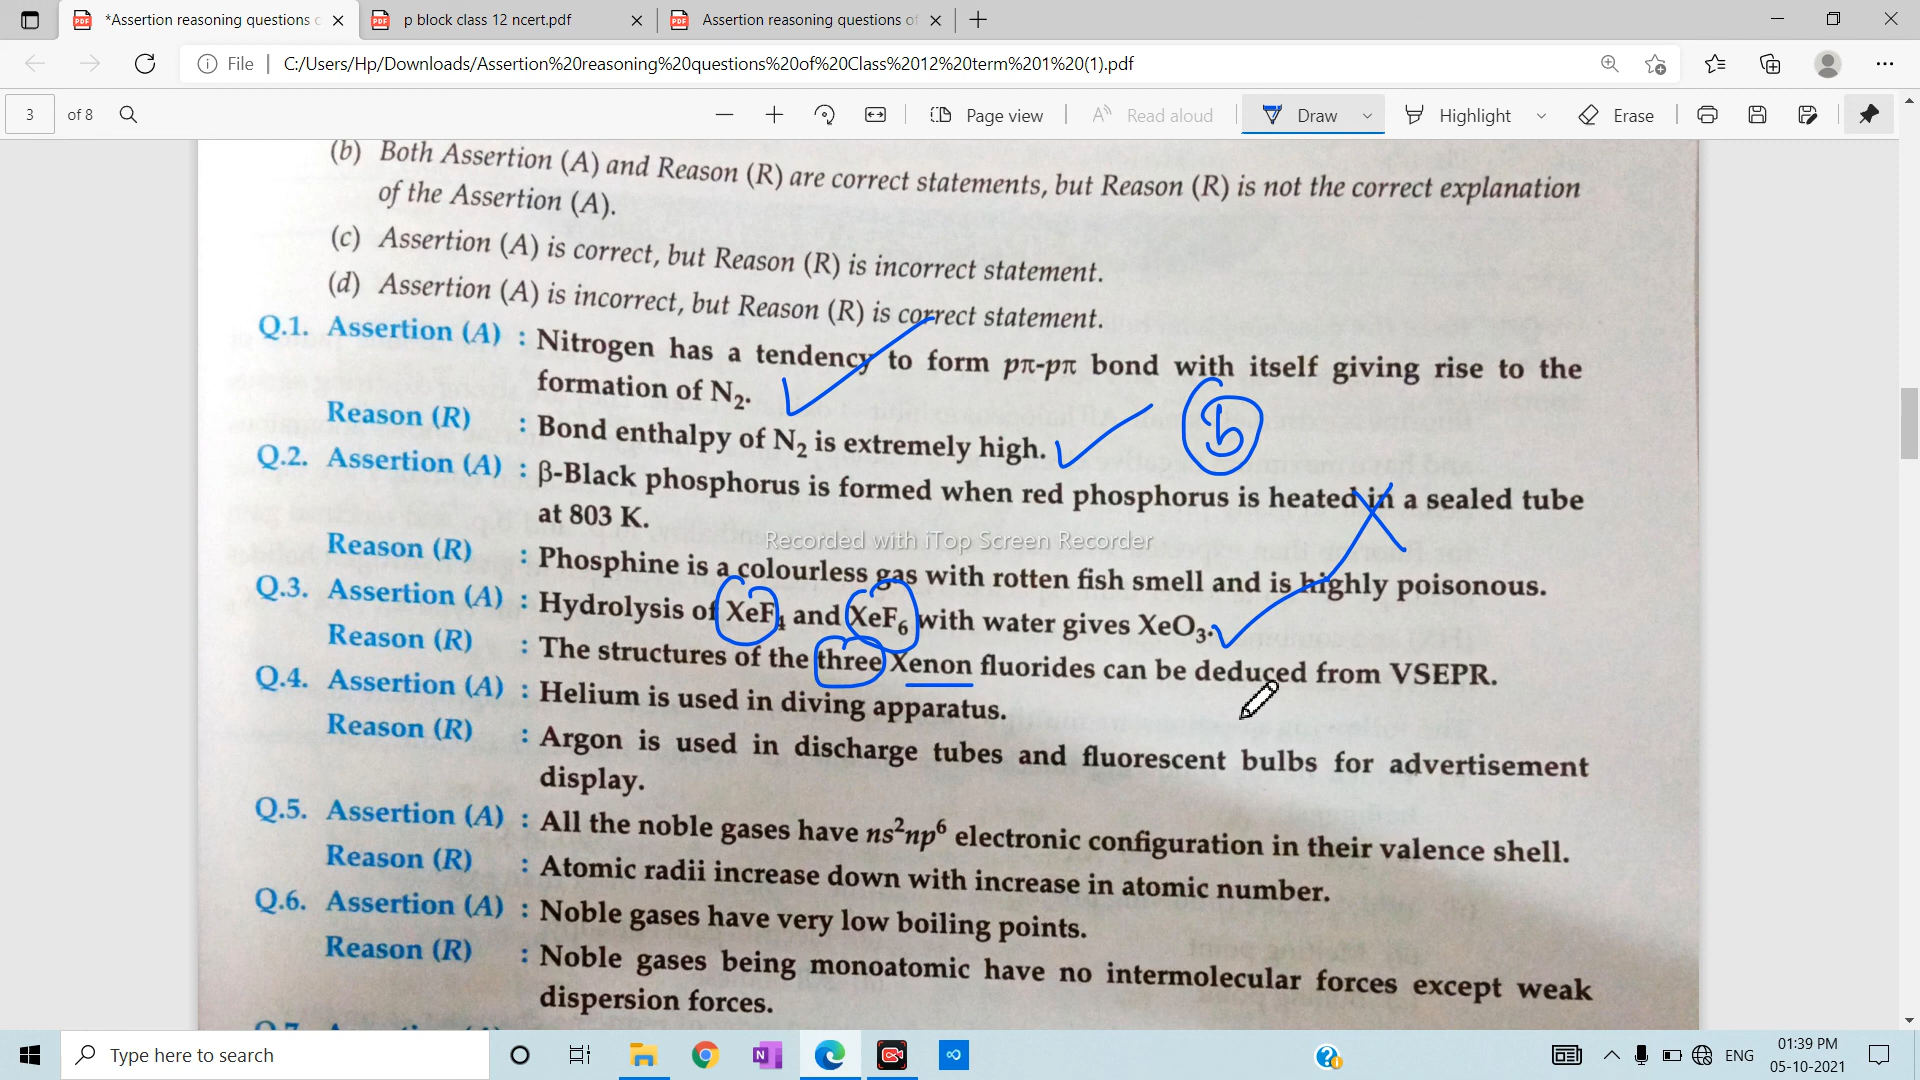 *Assertion reasoning questions o
p block class 12 ncert.pdf
Assertion reasoning questions of
File
C:/Users/Hp/Downloads/Assertion%20reasoning%20questions%20of%20Class%2012%20term%201%20(1).pdf
3 of 8
Page view
Read aloud
Draw
Highlight
Erase
(b) Both Assertion (A) and Reason (R) are correct statements, but Reason (R) is not the correct explanation
of the Assertion (A).
(c) Assertion (A) is correct, but Reason (R) is incorrect statement.
(d) Assertion (A) is incorrect, but Reason (R) is correct statement.
Q.1. Assertion (A) : Nitrogen has a tendency to form pπ-pπ bond with itself giving rise to the
formation of N₂.
Reason (R) : Bond enthalpy of N₂ is extremely high.
b
Q.2. Assertion (A) : β-Black phosphorus is formed when red phosphorus is heated in a sealed tube
at 803 K.
Recorded with iTop Screen Recorder
Reason (R) : Phosphine is a colourless gas with rotten fish smell and is highly poisonous.
Q.3. Assertion (A) : Hydrolysis of XeF₄ and XeF₆ with water gives XeO₃.
Reason (R) : The structures of the three Xenon fluorides can be deduced from VSEPR.
Q.4. Assertion (A) : Helium is used in diving apparatus.
Reason (R) : Argon is used in discharge tubes and fluorescent bulbs for advertisement
display.
Q.5. Assertion (A) : All the noble gases have ns²np⁶ electronic configuration in their valence shell.
Reason (R) : Atomic radii increase down with increase in atomic number.
Q.6. Assertion (A) : Noble gases have very low boiling points.
Reason (R) : Noble gases being monoatomic have no intermolecular forces except weak
dispersion forces.
Type here to search
ENG
01:39 PM
05-10-2021